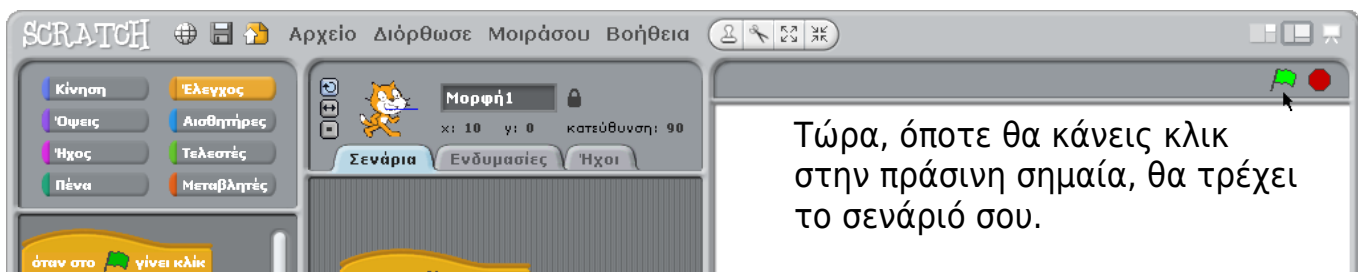 SCRATCH Αρχείο Διόρθωσε Μοιράσου Βοήθεια
Κίνηση Έλεγχος
Όψεις Αισθητήρες
Ήχος Τελεστές
Πένα Μεταβλητές
όταν στο γίνει κλικ
Μορφή1
x: 10 y: 0 κατεύθυνση: 90
Σενάρια Ενδυμασίες Ήχοι
Τώρα, όποτε θα κάνεις κλικ
στην πράσινη σημαία, θα τρέχει
το σενάριό σου.